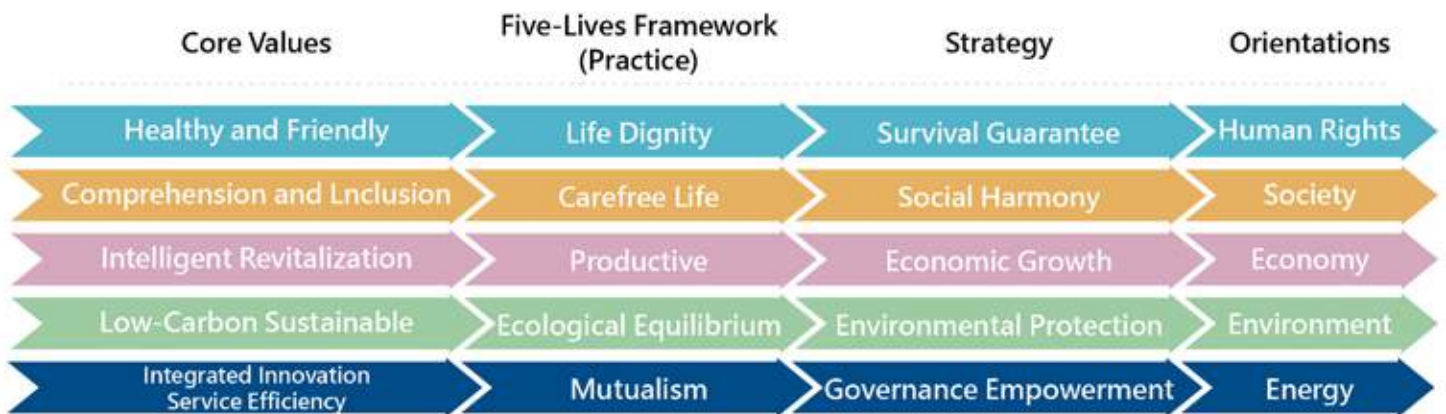 Core Values
Five-Lives Framework
(Practice)
Strategy
Orientations
Healthy and Friendly
Life Dignity
Survival Guarantee
Human Rights
Comprehension and Lnclusion
Carefree Life
Social Harmony
Society
Intelligent Revitalization
Productive
Economic Growth
Economy
Low-Carbon Sustainable
Ecological Equilibrium
Environmental Protection
Environment
Integrated Innovation
Service Efficiency
Mutualism
Governance Empowerment
Energy